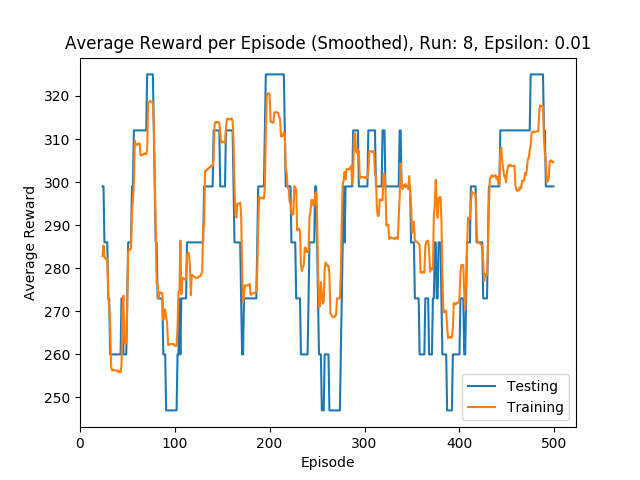 Average Reward per Episode (Smoothed), Run: 8, Epsilon: 0.01
Average Reward
320
310
300
290
280
270
260
250
0
100
200
300
400
500
Episode
Testing
Training